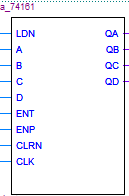 a_74161
LDN QA
A QB
B QC
C QD
D
ENT
ENP
CLRN
CLK